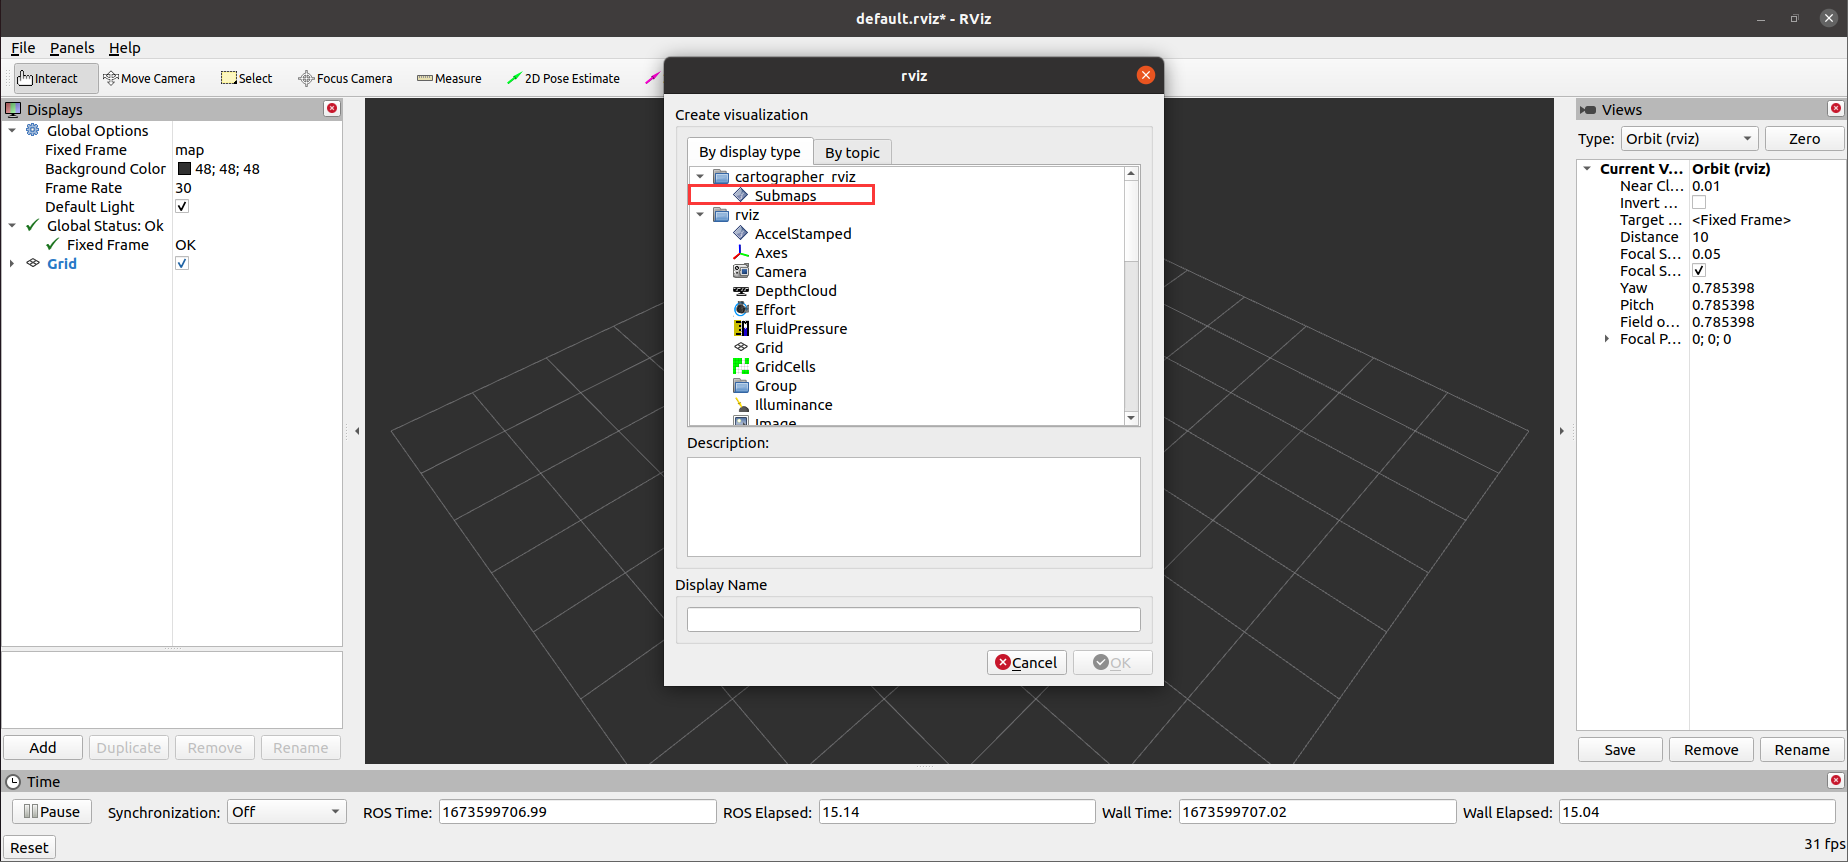 default.rviz* - RViz
File Panels Help
Interact Move Camera Select Focus Camera Measure 2D Pose Estimate
rviz
Create visualization
By display type By topic
cartographer_rviz
Submaps
rviz
AccelStamped
Axes
Camera
DepthCloud
Effort
FluidPressure
Grid
GridCells
Group
Illuminance
Image
Description:
Display Name
Cancel OK
Displays
Global Options
Fixed Frame map
Background Color 48; 48; 48
Frame Rate 30
Default Light
Global Status: Ok
Fixed Frame OK
Grid
Add Duplicate Remove Rename
Views
Type: Orbit (rviz) Zero
Current V... Orbit (rviz)
Near Cl... 0.01
Invert ...
Target ... <Fixed Frame>
Distance 10
Focal S... 0.05
Focal S...
Yaw 0.785398
Pitch 0.785398
Field o... 0.785398
Focal P... 0; 0; 0
Save Remove Rename
Time
Pause Synchronization: Off ROS Time: 1673599706.99 ROS Elapsed: 15.14 Wall Time: 1673599707.02 Wall Elapsed: 15.04
Reset 31 fps